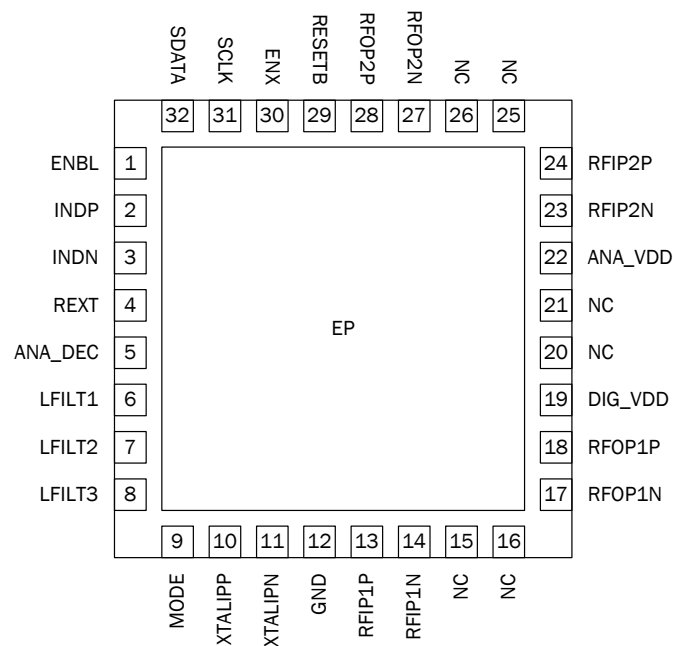 SDATA SCLK ENX RESETB RFOP2P RFOP2N NC NC
32 31 30 29 28 27 26 25
ENBL 1 24 RFIP2P
INDP 2 23 RFIP2N
INDN 3 22 ANA_VDD
REXT 4 21 NC
EP
ANA_DEC 5 20 NC
LFILT1 6 19 DIG_VDD
LFILT2 7 18 RFOP1P
LFILT3 8 17 RFOP1N
9 10 11 12 13 14 15 16
MODE XTALIPP XTALIPN GND RFIP1P RFIP1N NC NC